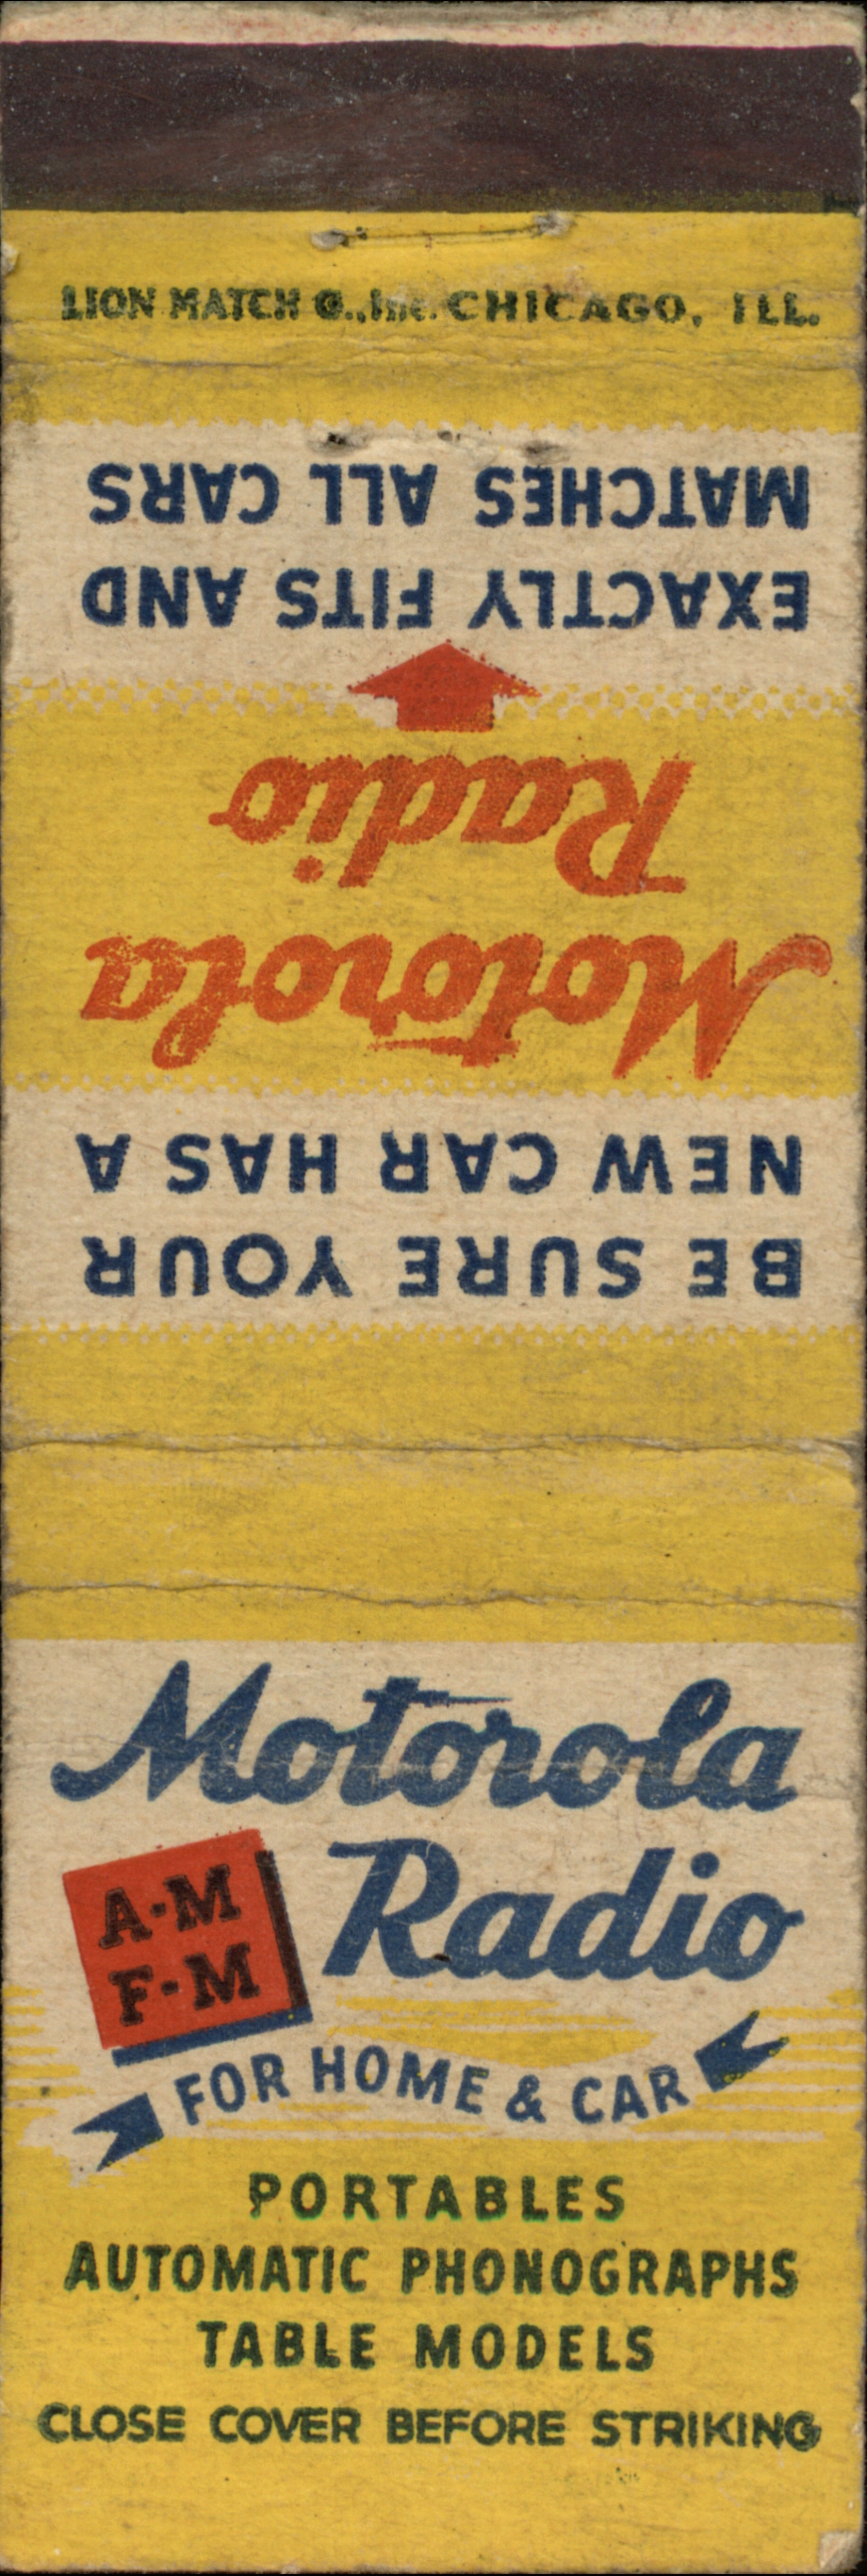 LION MATCH Co., Inc. CHICAGO, ILL.
BE SURE YOUR
NEW CAR HAS A
Motorola
Radio
EXACTLY FITS AND
MATCHES ALL CARS
Motorola
Radio
A·M
F·M
FOR HOME & CAR
PORTABLES
AUTOMATIC PHONOGRAPHS
TABLE MODELS
CLOSE COVER BEFORE STRIKING